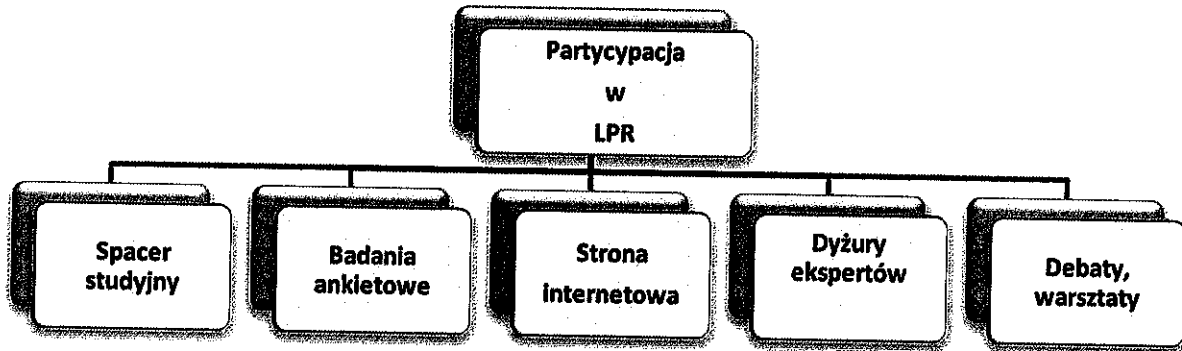 Partycypacja
w
LPR
Spacer
studyjny
Badania
ankietowe
Strona
internetowa
Dyżury
ekspertów
Debaty,
warsztaty